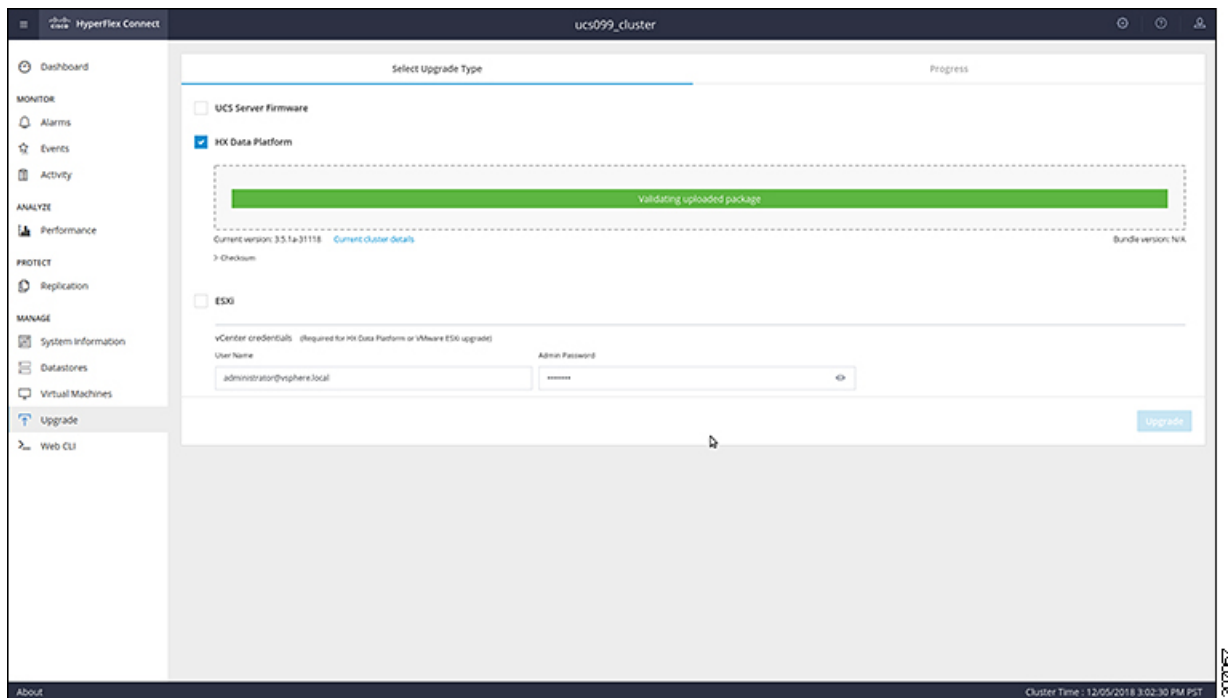 cisco HyperFlex Connect
ucs099_cluster
Dashboard
MONITOR
Alarms
Events
Activity
ANALYZE
Performance
PROTECT
Replication
MANAGE
System Information
Datastores
Virtual Machines
Upgrade
Web CLI
Select Upgrade Type
Progress
UCS Server Firmware
HX Data Platform
Validating uploaded package
Current version: 3.5.1a-31118 Current cluster details
Bundle version: N/A
> Checksum
ESXi
vCenter credentials (Required for HX Data Platform or VMware ESXi upgrade)
User Name
Admin Password
administrator@vsphere.local
Upgrade
About
Cluster Time : 12/05/2018 3:02:30 PM PST